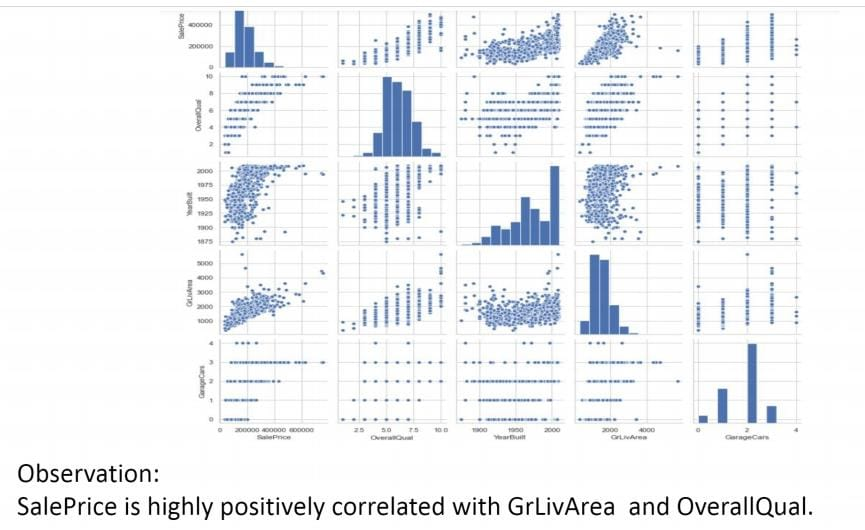 SalePrice
400000
200000
0
OverallQual
10
8
6
4
2
YearBuilt
2000
1975
1950
1925
1900
1875
GrLivArea
5000
4000
3000
2000
1000
GarageCars
4
3
2
1
0
0 200000 400000 600000 2.5 5.0 7.5 10.0 1900 1950 2000 2000 4000 0 2 4
SalePrice OverallQual YearBuilt GrLivArea GarageCars
Observation:
SalePrice is highly positively correlated with GrLivArea and OverallQual.